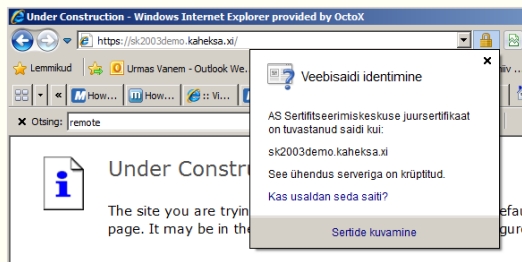 Under Construction - Windows Internet Explorer provided by OctoX
https://sk2003demo.kaheksa.xi/
Lemmikud Urmas Vanem - Outlook We...
How... How... :: Vi...
X Otsing: remote
Veebisaidi identimine
AS Sertifitseerimiskeskuse juursertifikaat
on tuvastanud saidi kui:
sk2003demo.kaheksa.xi
See ühendus serveriga on krüptitud.
Kas usaldan seda saiti?
Sertide kuvamine
Under Constru
The site you are tryin efau
page. It may be in the gure